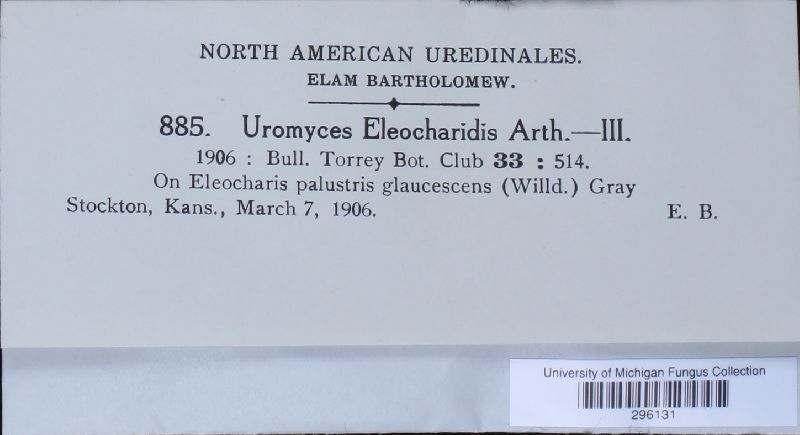 NORTH AMERICAN UREDINALES.
ELAM BARTHOLOMEW.
885. Uromyces Eleocharidis Arth.—III.
1906 : Bull. Torrey Bot. Club 33 : 514.
On Eleocharis palustris glaucescens (Willd.) Gray
Stockton, Kans., March 7, 1906. E. B.
University of Michigan Fungus Collection
296131